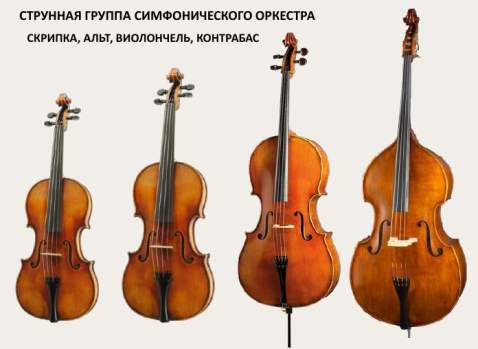 СТРУННАЯ ГРУППА СИМФОНИЧЕСКОГО ОРКЕСТРА
СКРИПКА, АЛЬТ, ВИОЛОНЧЕЛЬ, КОНТРАБАС